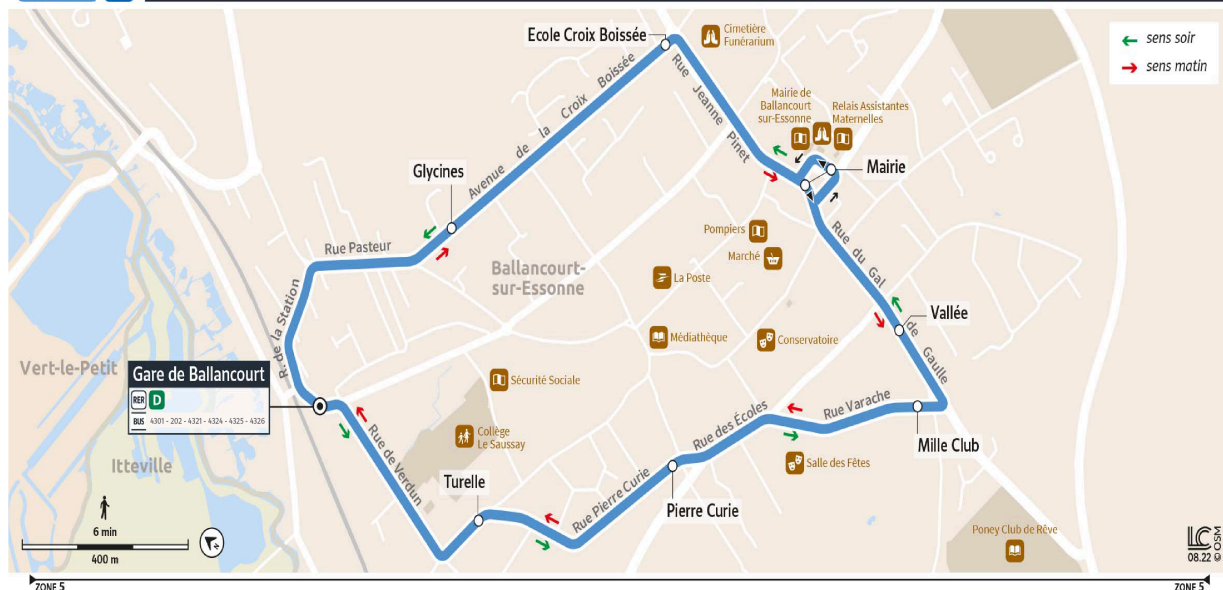 Ecole Croix Boissée
Cimetière
Funérarium
sens soir
sens matin
Rue Jeanne Pinet
Avenue de la Croix Boissée
Mairie de
Ballancourt
sur-Essonne
Relais Assistantes
Maternelles
Mairie
Glycines
Rue Pasteur
Pompiers
Marché
Rue du Gal de Gaulle
Ballancourt-
sur-Essonne
La Poste
R. de la Station
Vallée
Médiathèque
Conservatoire
Vert-le-Petit
Gare de Ballancourt
RER D
BUS 4301 - 202 - 4321 - 4324 - 4325 - 4326
Sécurité Sociale
Rue des Écoles
Rue Varache
Collège
Le Saussay
Rue de Verdun
Mille Club
Itteville
Salle des Fêtes
Turelle
Rue Pierre Curie
Pierre Curie
6 min
400 m
Poney Club de Rêve
LC
08.22
© OSM
ZONE 5
ZONE 5